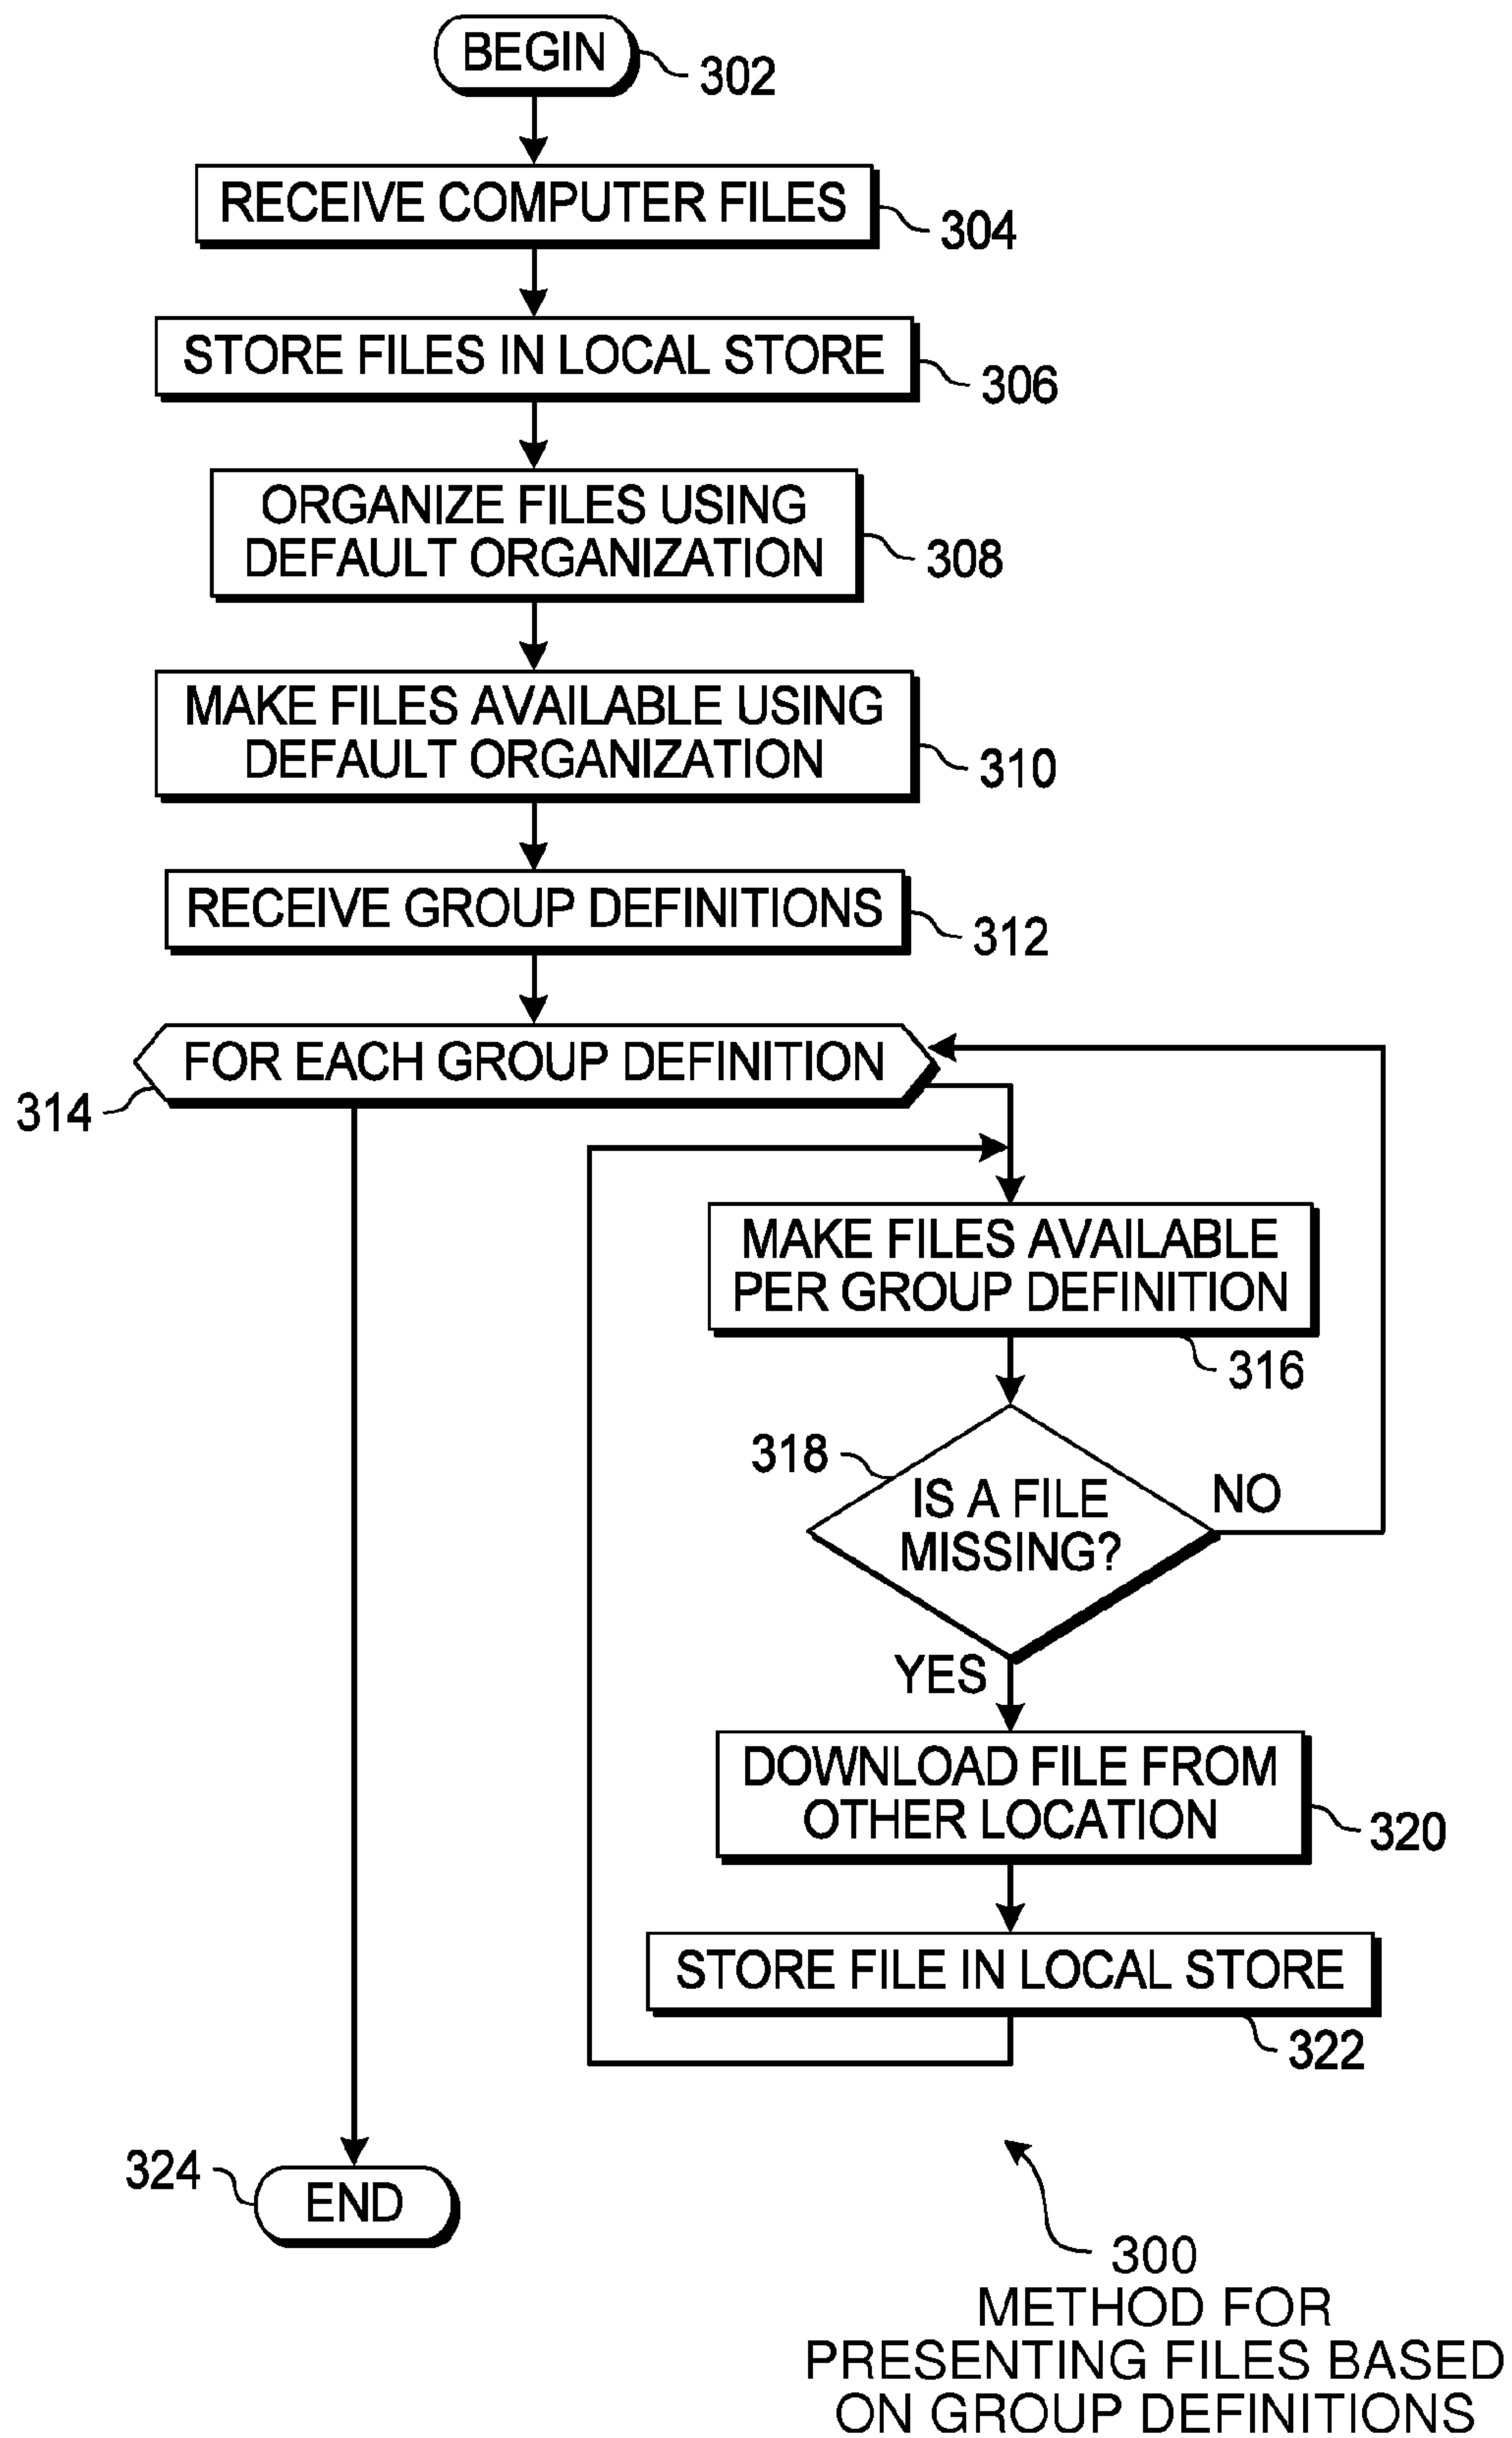 BEGIN
302
RECEIVE COMPUTER FILES
304
STORE FILES IN LOCAL STORE
306
ORGANIZE FILES USING
DEFAULT ORGANIZATION
308
MAKE FILES AVAILABLE USING
DEFAULT ORGANIZATION
310
RECEIVE GROUP DEFINITIONS
312
FOR EACH GROUP DEFINITION
314
MAKE FILES AVAILABLE
PER GROUP DEFINITION
316
318
IS A FILE
MISSING?
NO
YES
DOWNLOAD FILE FROM
OTHER LOCATION
320
STORE FILE IN LOCAL STORE
322
324
END
300
METHOD FOR
PRESENTING FILES BASED
ON GROUP DEFINITIONS